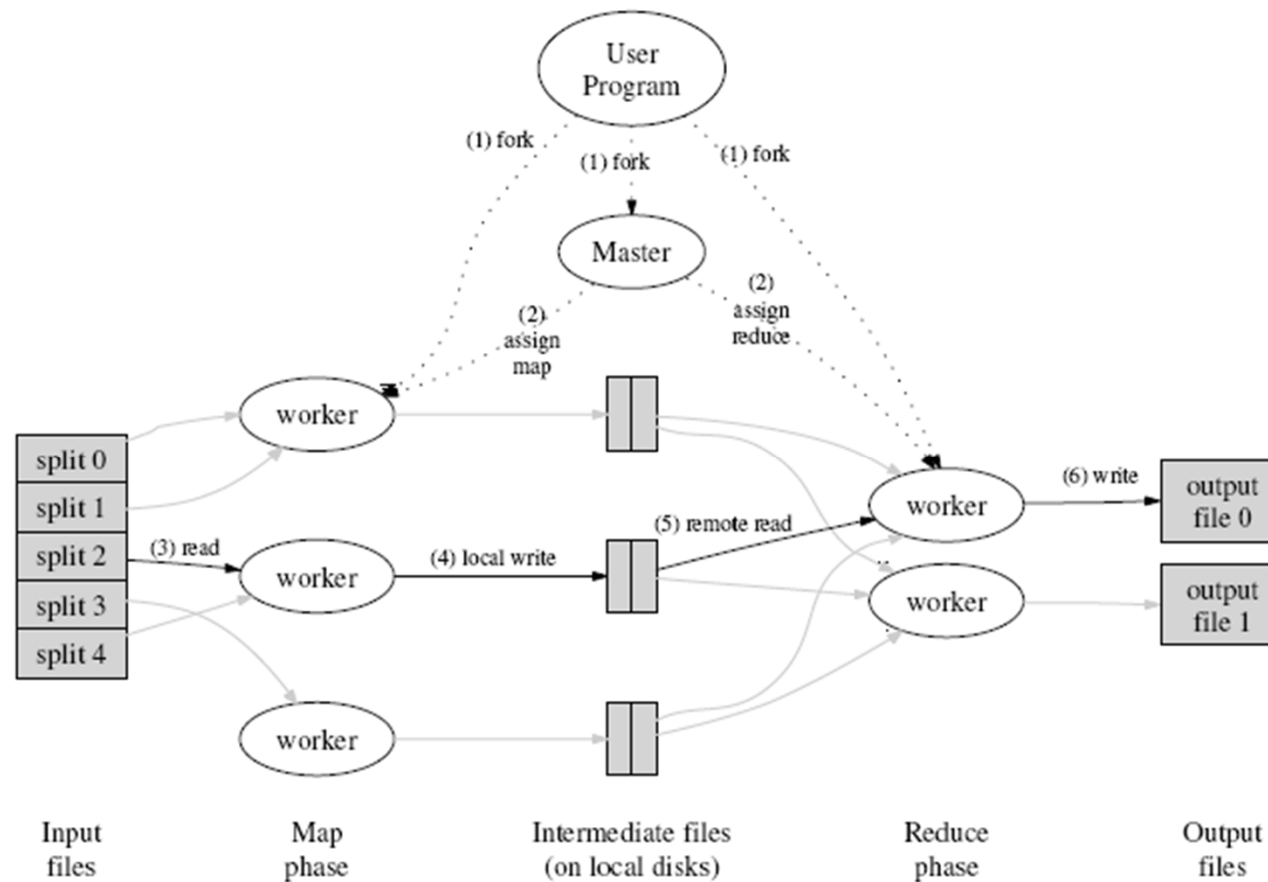 User
Program
(1) fork
(1) fork
(1) fork
Master
(2)
assign
map
(2)
assign
reduce
split 0
split 1
split 2
split 3
split 4
worker
(3) read
worker
worker
(4) local write
(5) remote read
worker
worker
(6) write
output
file 0
output
file 1
Input
files
Map
phase
Intermediate files
(on local disks)
Reduce
phase
Output
files